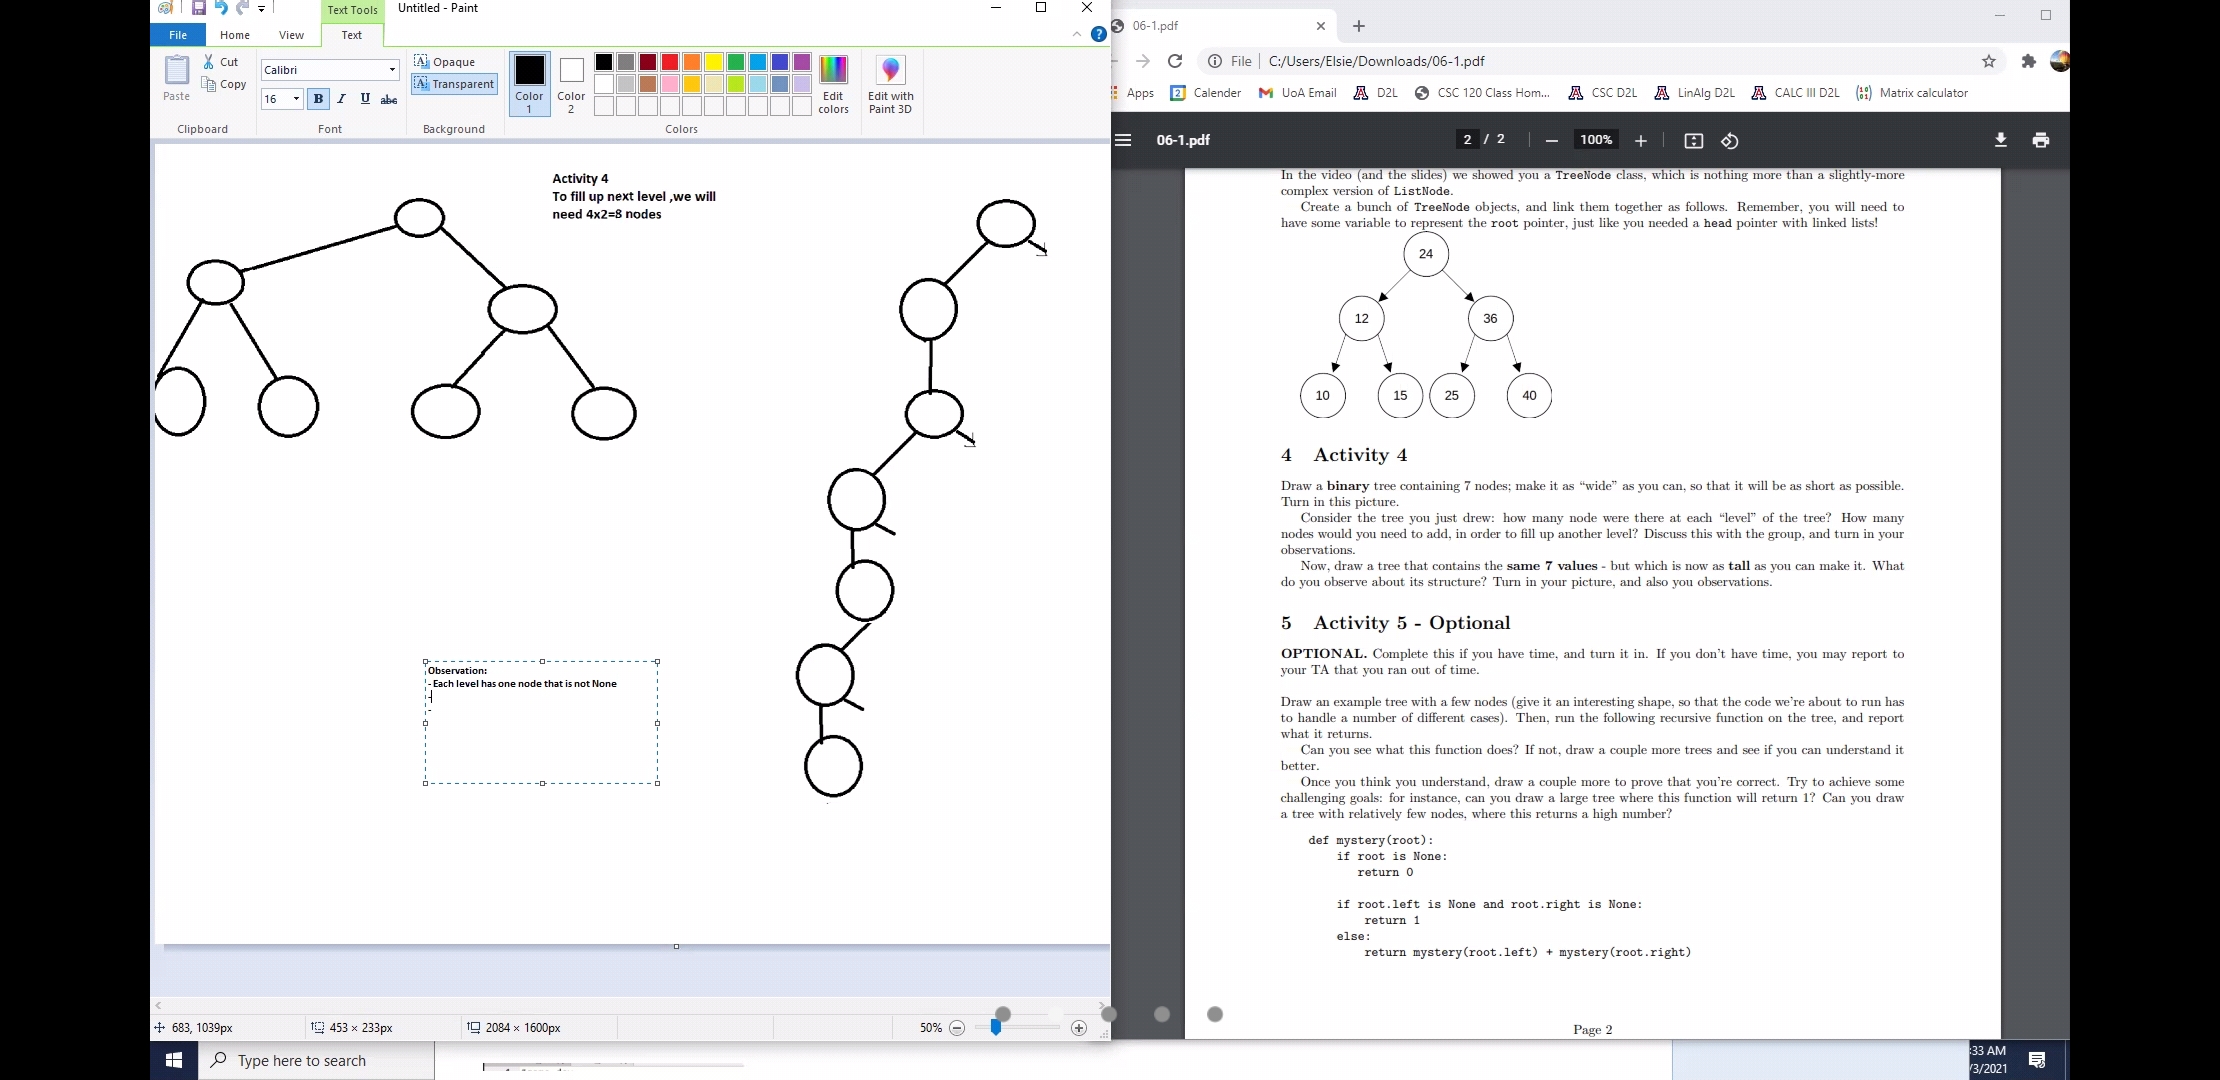 Text Tools
Untitled - Paint
File
Home
View
Text
Paste
Cut
Copy
Clipboard
Calibri
16
B I U abc
Font
Opaque
Transparent
Background
Color 1
Color 2
Edit colors
Colors
Edit with Paint 3D
Activity 4
To fill up next level ,we will
need 4x2=8 nodes
Observation:
- Each level has one node that is not None
-
-
683, 1039px
453 × 233px
2084 × 1600px
50%
Type here to search
06-1.pdf
File
C:/Users/Elsie/Downloads/06-1.pdf
Apps
Calender
UoA Email
D2L
CSC 120 Class Hom...
CSC D2L
LinAlg D2L
CALC III D2L
Matrix calculator
06-1.pdf
2 / 2
100%
In the video (and the slides) we showed you a TreeNode class, which is nothing more than a slightly-more
complex version of ListNode.
Create a bunch of TreeNode objects, and link them together as follows. Remember, you will need to
have some variable to represent the root pointer, just like you needed a head pointer with linked lists!
24
12
36
10
15
25
40
4 Activity 4
Draw a binary tree containing 7 nodes; make it as “wide” as you can, so that it will be as short as possible.
Turn in this picture.
Consider the tree you just drew: how many node were there at each “level” of the tree? How many
nodes would you need to add, in order to fill up another level? Discuss this with the group, and turn in your
observations.
Now, draw a tree that contains the same 7 values - but which is now as tall as you can make it. What
do you observe about its structure? Turn in your picture, and also you observations.
5 Activity 5 - Optional
OPTIONAL. Complete this if you have time, and turn it in. If you don’t have time, you may report to
your TA that you ran out of time.
Draw an example tree with a few nodes (give it an interesting shape, so that the code we’re about to run has
to handle a number of different cases). Then, run the following recursive function on the tree, and report
what it returns.
Can you see what this function does? If not, draw a couple more trees and see if you can understand it
better.
Once you think you understand, draw a couple more to prove that you’re correct. Try to achieve some
challenging goals: for instance, can you draw a large tree where this function will return 1? Can you draw
a tree with relatively few nodes, where this returns a high number?
def mystery(root):
if root is None:
return 0
if root.left is None and root.right is None:
return 1
else:
return mystery(root.left) + mystery(root.right)
Page 2
:33 AM
/3/2021